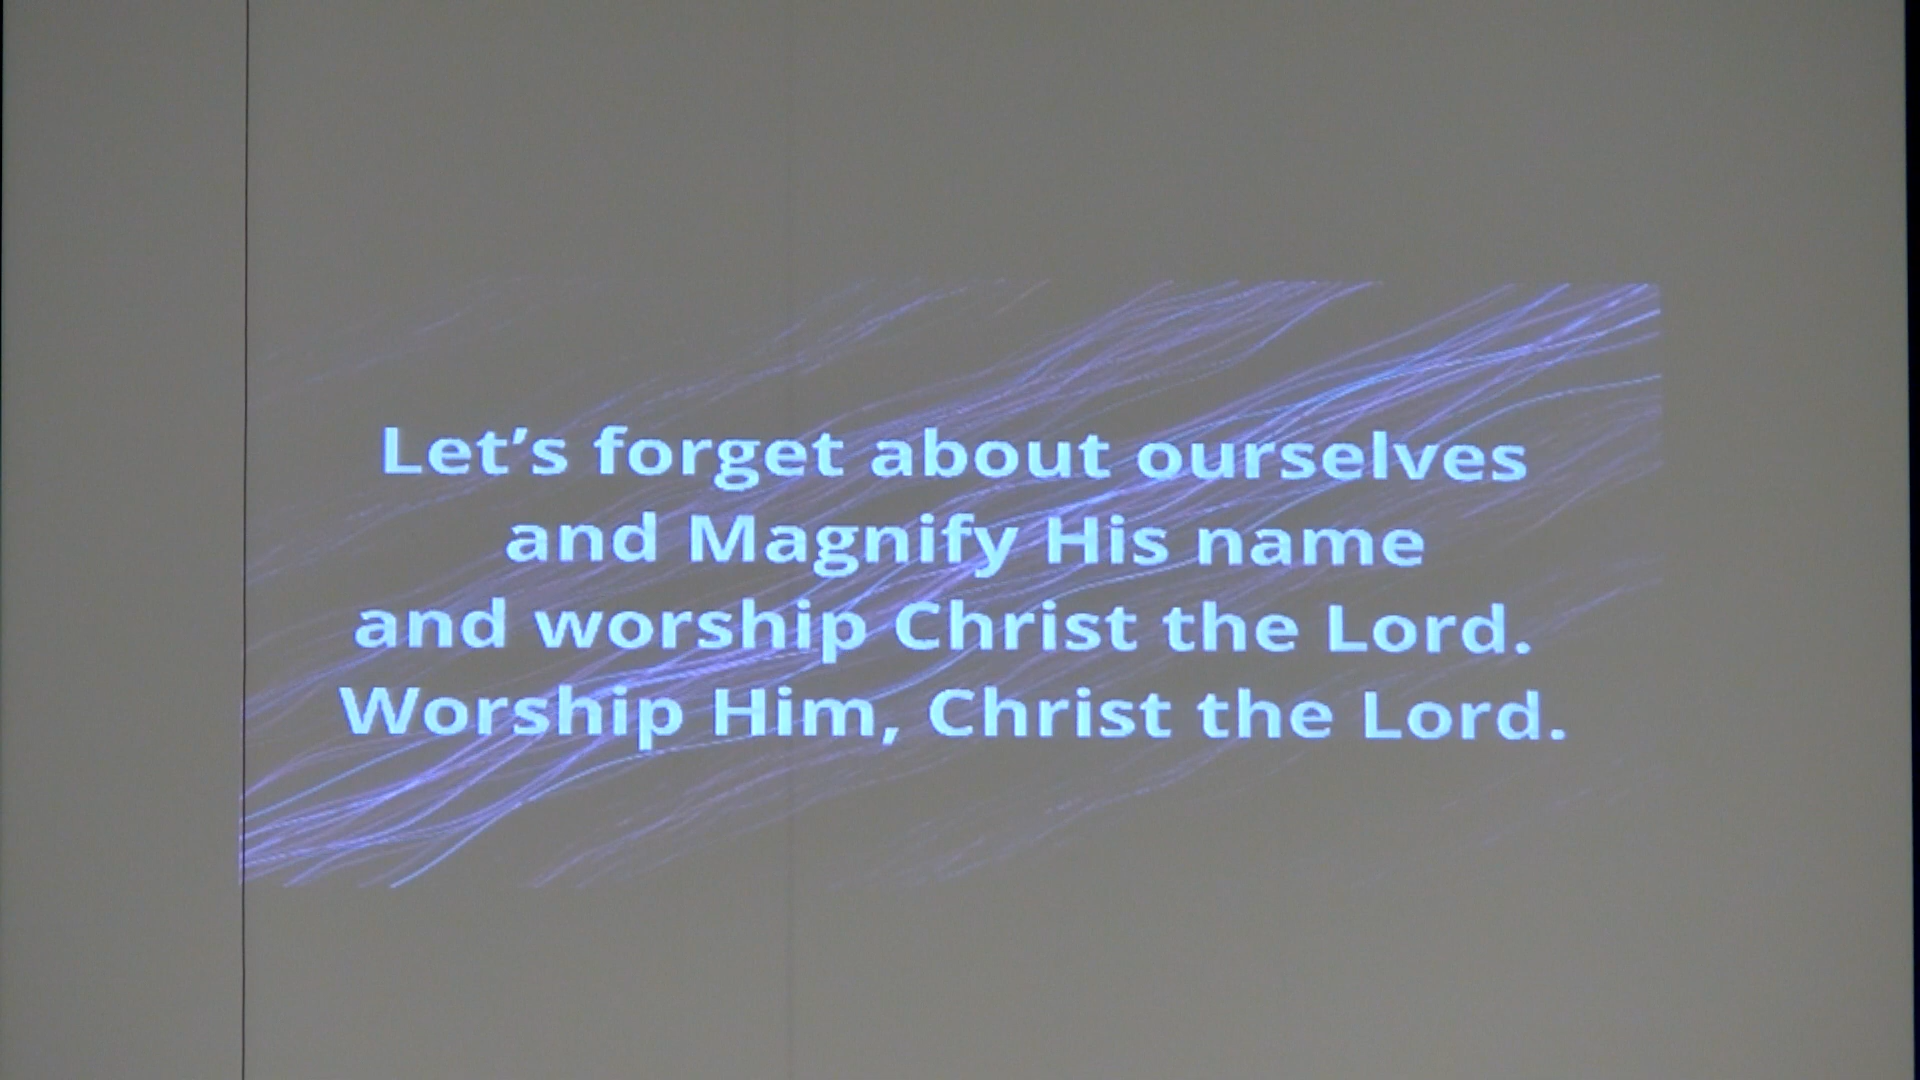 Let’s forget about ourselves
and Magnify His name
and worship Christ the Lord.
Worship Him, Christ the Lord.